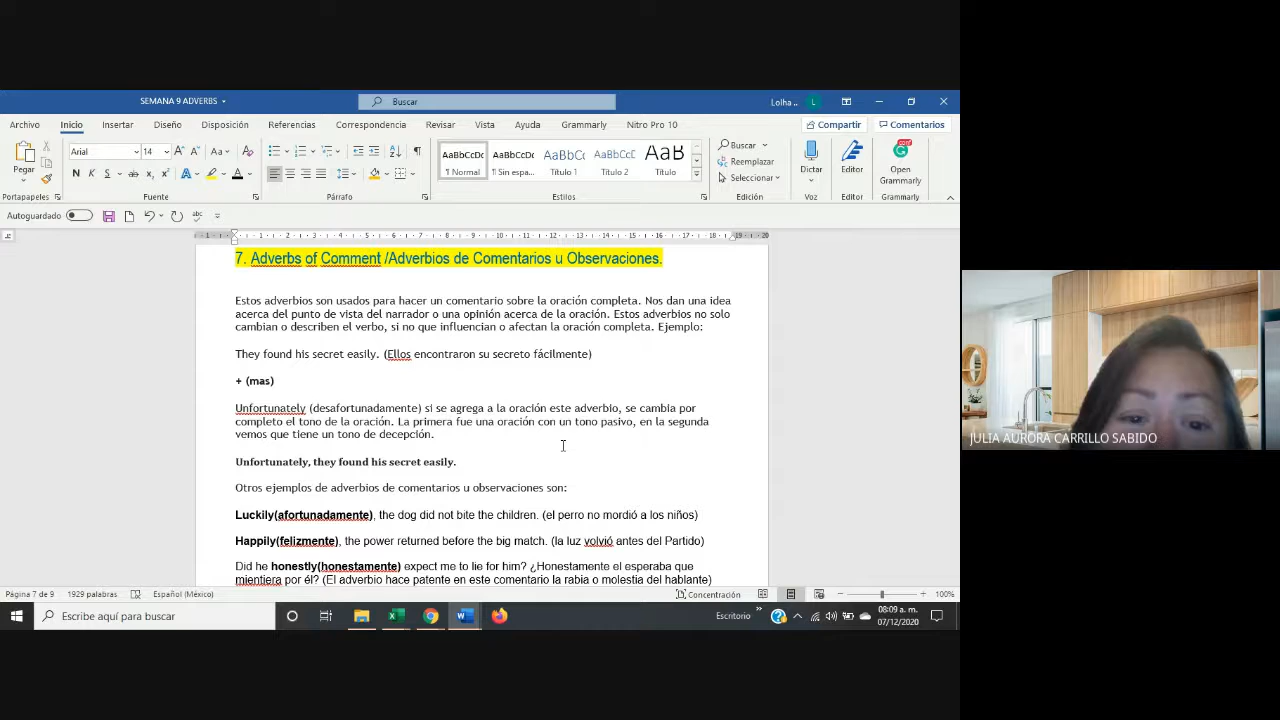 SEMANA 9 ADVERBS
Buscar
Lolha ..
Archivo Inicio Insertar Diseño Disposición Referencias Correspondencia Revisar Vista Ayuda Grammarly Nitro Pro 10 Compartir Comentarios
Pegar
Arial 14 Aa
N K S
AaBbCcDc AaBbCcDc AaBbCcD AaBbCcD AaB
¶ Normal ¶ Sin espa... Título 1 Título 2 Título
Buscar
Reemplazar
Seleccionar
Dictar
Editor
Open
Grammarly
Portapapeles Fuente Párrafo Estilos Edición Voz Editor Grammarly
Autoguardado
7. Adverbs of Comment /Adverbios de Comentarios u Observaciones.
Estos adverbios son usados para hacer un comentario sobre la oración completa. Nos dan una idea
acerca del punto de vista del narrador o una opinión acerca de la oración. Estos adverbios no solo
cambian o describen el verbo, si no que influencian o afectan la oración completa. Ejemplo:
They found his secret easily. (Ellos encontraron su secreto fácilmente)
+ (mas)
Unfortunately (desafortunadamente) si se agrega a la oración este adverbio, se cambia por
completo el tono de la oración. La primera fue una oración con un tono pasivo, en la segunda
vemos que tiene un tono de decepción.
Unfortunately, they found his secret easily.
Otros ejemplos de adverbios de comentarios u observaciones son:
Luckily(afortunadamente), the dog did not bite the children. (el perro no mordió a los niños)
Happily(felizmente), the power returned before the big match. (la luz volvió antes del Partido)
Did he honestly(honestamente) expect me to lie for him? ¿Honestamente el esperaba que
mientiera por él? (El adverbio hace patente en este comentario la rabia o molestia del hablante)
Página 7 de 9 1929 palabras Español (México) Concentración 100%
Escribe aquí para buscar
Escritorio
08:09 a. m.
07/12/2020
JULIA AURORA CARRILLO SABIDO